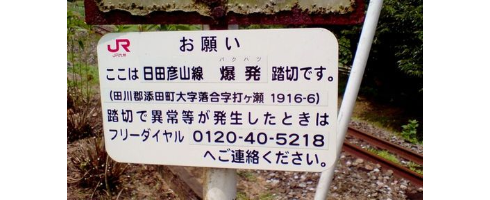 JR
JR九州
お願い
バクハツ
ここは日田彦山線 爆発 踏切です。
(田川郡添田町大字落合字打ヶ瀬 1916-6)
踏切で異常等が発生したときは
フリーダイヤル 0120-40-5218
へご連絡ください。